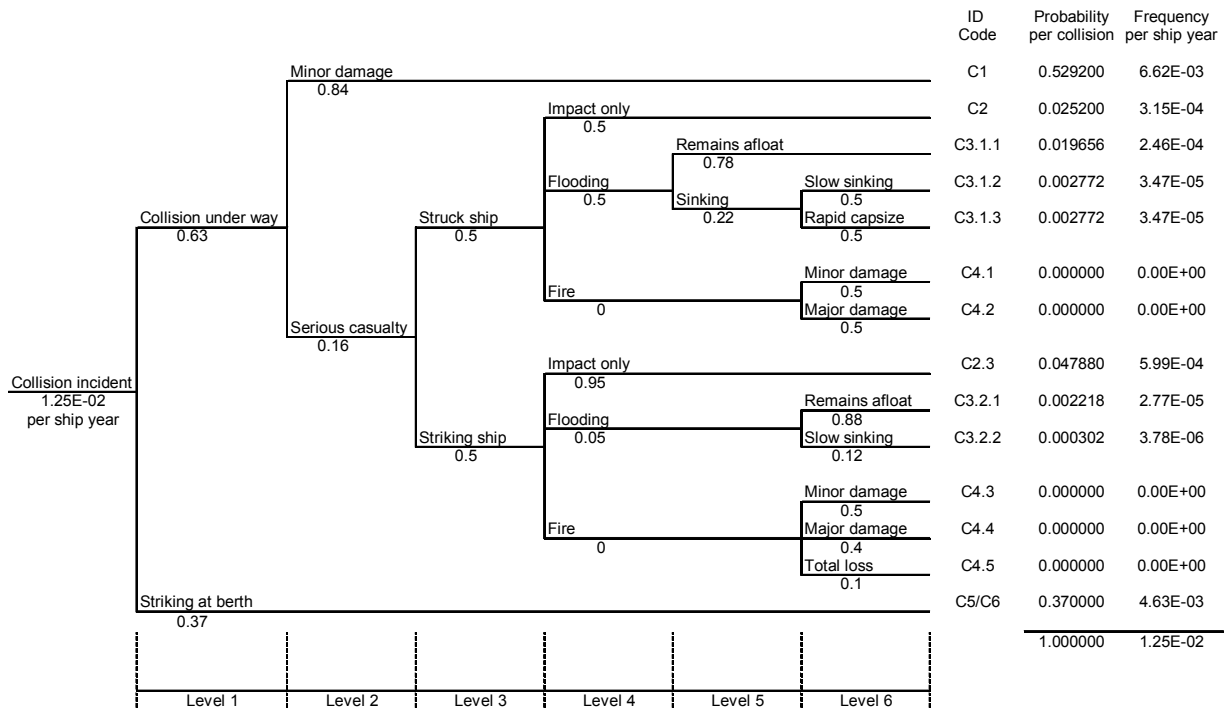 ID Code Probability per collision Frequency per ship year
Minor damage C1 0.529200 6.62E-03
0.84
Impact only C2 0.025200 3.15E-04
0.5
Remains afloat C3.1.1 0.019656 2.46E-04
0.78
Flooding Slow sinking C3.1.2 0.002772 3.47E-05
0.5 Sinking 0.5
Collision under way Struck ship 0.22 Rapid capsize C3.1.3 0.002772 3.47E-05
0.63 0.5 0.5
Minor damage C4.1 0.000000 0.00E+00
Fire 0.5
0 Major damage C4.2 0.000000 0.00E+00
Serious casualty 0.5
0.16
Impact only C2.3 0.047880 5.99E-04
Collision incident 0.95
1.25E-02 Remains afloat C3.2.1 0.002218 2.77E-05
per ship year Flooding 0.88
Striking ship 0.05 Slow sinking C3.2.2 0.000302 3.78E-06
0.5 0.12
Minor damage C4.3 0.000000 0.00E+00
0.5
Fire Major damage C4.4 0.000000 0.00E+00
0 0.4
Total loss C4.5 0.000000 0.00E+00
0.1
Striking at berth C5/C6 0.370000 4.63E-03
0.37
1.000000 1.25E-02
Level 1 Level 2 Level 3 Level 4 Level 5 Level 6